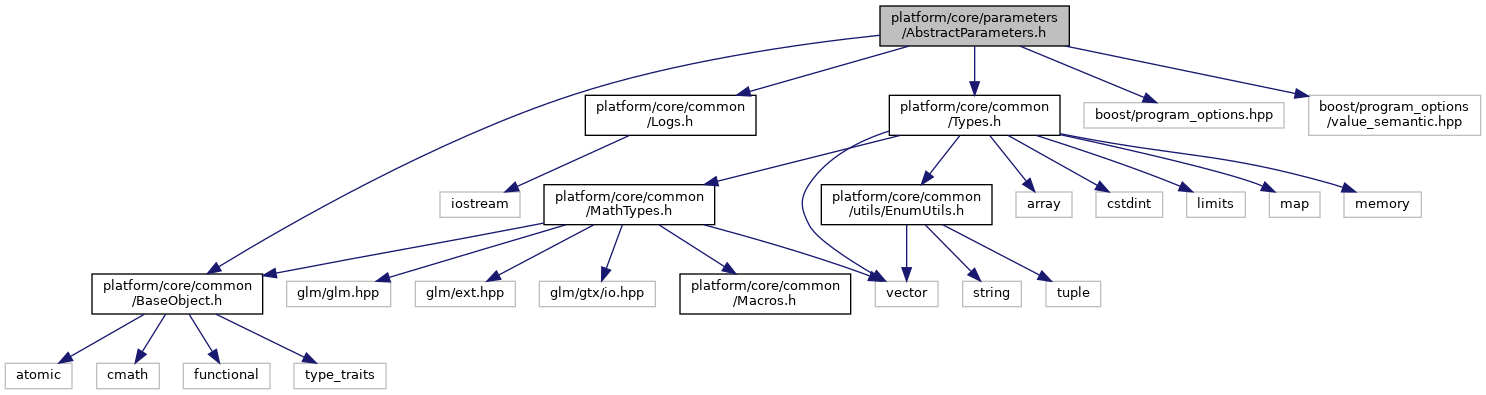 platform/core/parameters
/AbstractParameters.h
platform/core/common
/Logs.h
platform/core/common
/Types.h
boost/program_options.hpp
boost/program_options
/value_semantic.hpp
iostream
platform/core/common
/MathTypes.h
platform/core/common
/utils/EnumUtils.h
array
cstdint
limits
map
memory
platform/core/common
/BaseObject.h
glm/glm.hpp
glm/ext.hpp
glm/gtx/io.hpp
platform/core/common
/Macros.h
vector
string
tuple
atomic
cmath
functional
type_traits